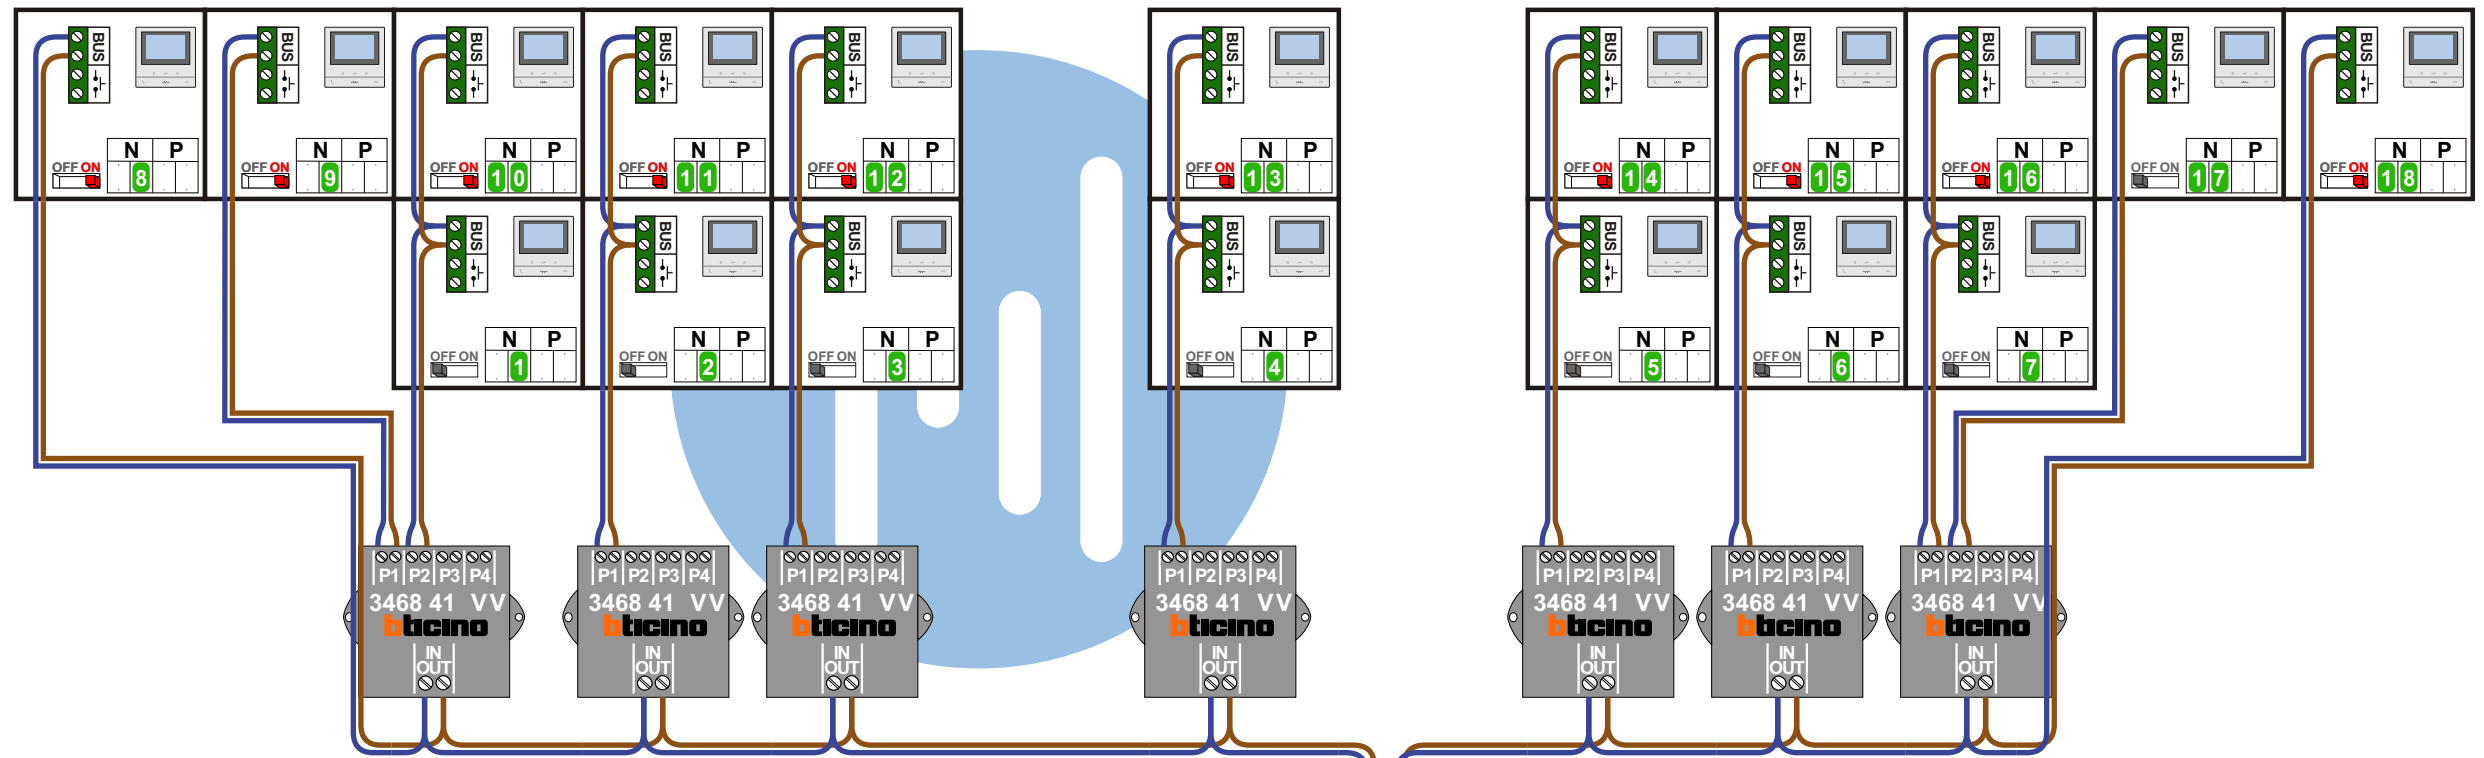 BUS BUS BUS BUS BUS BUS BUS BUS BUS BUS BUS
N P N P N P N P N P N P N P N P N P N P N P
OFF ON 8 OFF ON 9 OFF ON 10 OFF ON 11 OFF ON 12 OFF ON 13 OFF ON 14 OFF ON 15 OFF ON 16 OFF ON 17 OFF ON 18
BUS BUS BUS BUS BUS BUS BUS
N P N P N P N P N P N P N P
OFF ON 1 OFF ON 2 OFF ON 3 OFF ON 4 OFF ON 5 OFF ON 6 OFF ON 7
P1 P2 P3 P4 P1 P2 P3 P4 P1 P2 P3 P4 P1 P2 P3 P4 P1 P2 P3 P4 P1 P2 P3 P4 P1 P2 P3 P4
3468 41 VV 3468 41 VV 3468 41 VV 3468 41 VV 3468 41 VV 3468 41 VV 3468 41 VV
bticino bticino bticino bticino bticino bticino bticino
IN IN IN IN IN IN IN
OUT OUT OUT OUT OUT OUT OUT